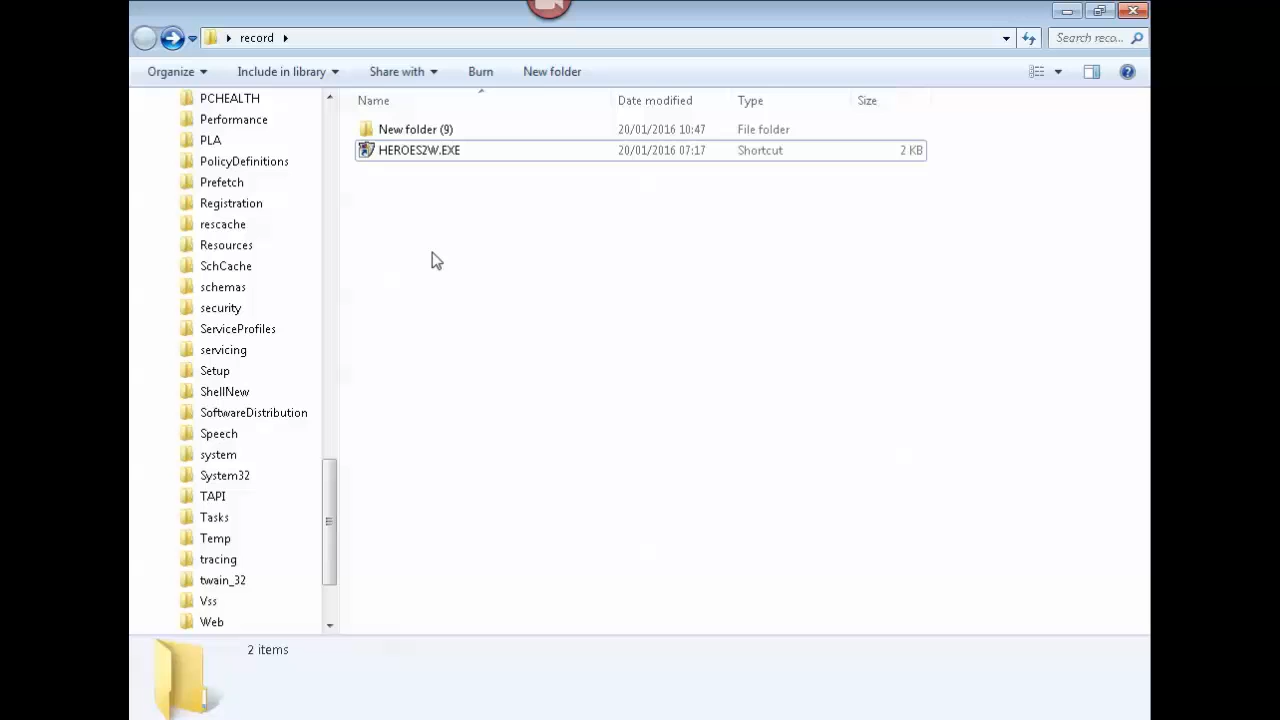 record
Search reco...
Organize Include in library Share with Burn New folder
Name Date modified Type Size
New folder (9) 20/01/2016 10:47 File folder
HEROES2W.EXE 20/01/2016 07:17 Shortcut 2 KB
PCHEALTH
Performance
PLA
PolicyDefinitions
Prefetch
Registration
rescache
Resources
SchCache
schemas
security
ServiceProfiles
servicing
Setup
ShellNew
SoftwareDistribution
Speech
system
System32
TAPI
Tasks
Temp
tracing
twain_32
Vss
Web
2 items